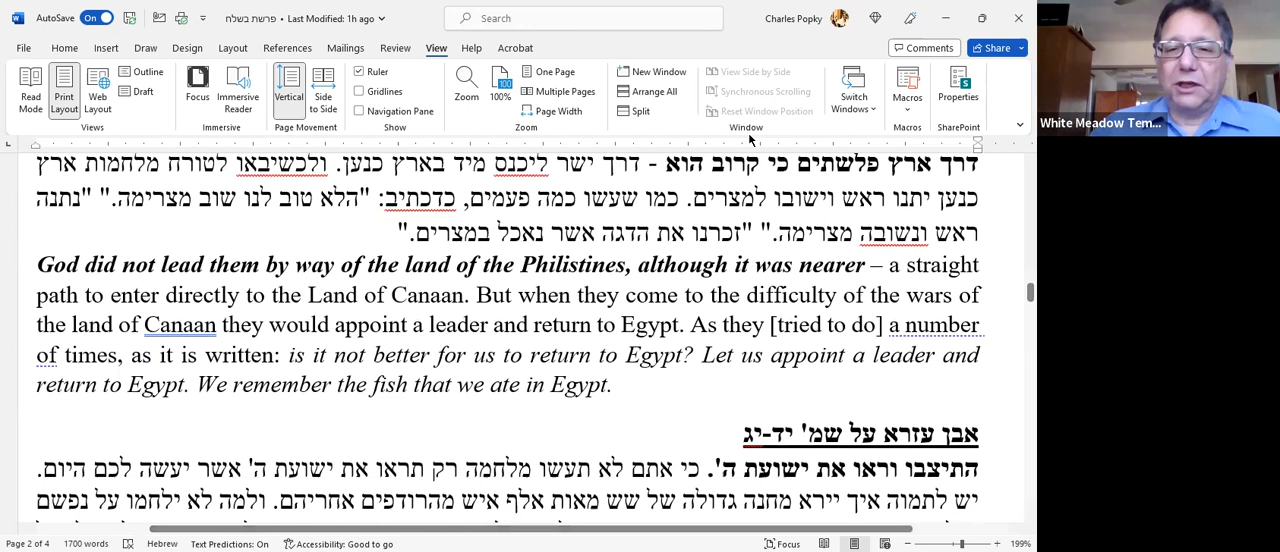 AutoSave On פרשת בשלח • Last Modified: 1h ago Search Charles Popky
File Home Insert Draw Design Layout References Mailings Review View Help Acrobat Comments Share
Read Mode Print Layout Web Layout Outline Draft Views
Focus Immersive Reader Immersive
Vertical Side to Side Page Movement
Ruler Gridlines Navigation Pane Show
Zoom 100% One Page Multiple Pages Page Width Zoom
New Window Arrange All Split View Side by Side Synchronous Scrolling Reset Window Position Switch Windows Window
Macros Macros
Properties SharePoint
White Meadow Tem...
דרך ארץ פלשתים כי קרוב הוא - דרך ישר ליכנס מיד בארץ כנען. ולכשיבאו לטורח מלחמות ארץ
כנען יתנו ראש וישובו למצרים. כמו שעשו כמה פעמים, כדכתיב: "הלא טוב לנו שוב מצרימה." "נתנה
ראש ונשובה מצרימה." "זכרנו את הדגה אשר נאכל במצרים."
God did not lead them by way of the land of the Philistines, although it was nearer – a straight
path to enter directly to the Land of Canaan. But when they come to the difficulty of the wars of
the land of Canaan they would appoint a leader and return to Egypt. As they [tried to do] a number
of times, as it is written: is it not better for us to return to Egypt? Let us appoint a leader and
return to Egypt. We remember the fish that we ate in Egypt.
אבן עזרא על שמ' יד-יג
התיצבו וראו את ישועת ה'. כי אתם לא תעשו מלחמה רק תראו את ישועת ה' אשר יעשה לכם היום.
יש לתמוה איך יירא מחנה גדולה של שש מאות אלף איש מהרודפים אחריהם. ולמה לא ילחמו על נפשם
Page 2 of 4 1700 words Hebrew Text Predictions: On Accessibility: Good to go Focus 199%